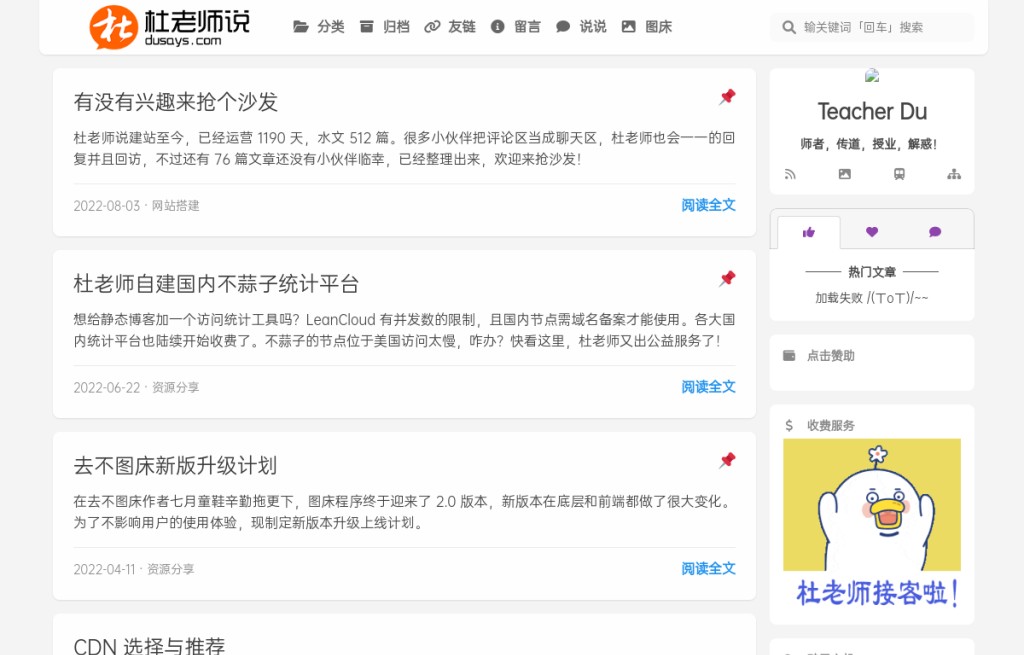 杜老师说
dusays.com
分类 归档 友链 留言 说说 图床
输关键词「回车」搜索
有没有兴趣来抢个沙发
杜老师说建站至今，已经运营 1190 天，水文 512 篇。很多小伙伴把评论区当成聊天区，杜老师也会一一的回
复并且回访，不过还有 76 篇文章还没有小伙伴临幸，已经整理出来，欢迎来抢沙发！
2022-08-03 · 网站搭建
阅读全文
杜老师自建国内不蒜子统计平台
想给静态博客加一个访问统计工具吗？LeanCloud 有并发数的限制，且国内节点需域名备案才能使用。各大国
内统计平台也陆续开始收费了。不蒜子的节点位于美国访问太慢，咋办？快看这里，杜老师又出公益服务了！
2022-06-22 · 资源分享
阅读全文
去不图床新版升级计划
在去不图床作者七月童鞋辛勤拖更下，图床程序终于迎来了 2.0 版本，新版本在底层和前端都做了很大变化。
为了不影响用户的使用体验，现制定新版本升级上线计划。
2022-04-11 · 资源分享
阅读全文
CDN 选择与推荐
Teacher Du
师者，传道，授业，解惑！
热门文章
加载失败 /(ToT)/~~
点击赞助
收费服务
杜老师接客啦！